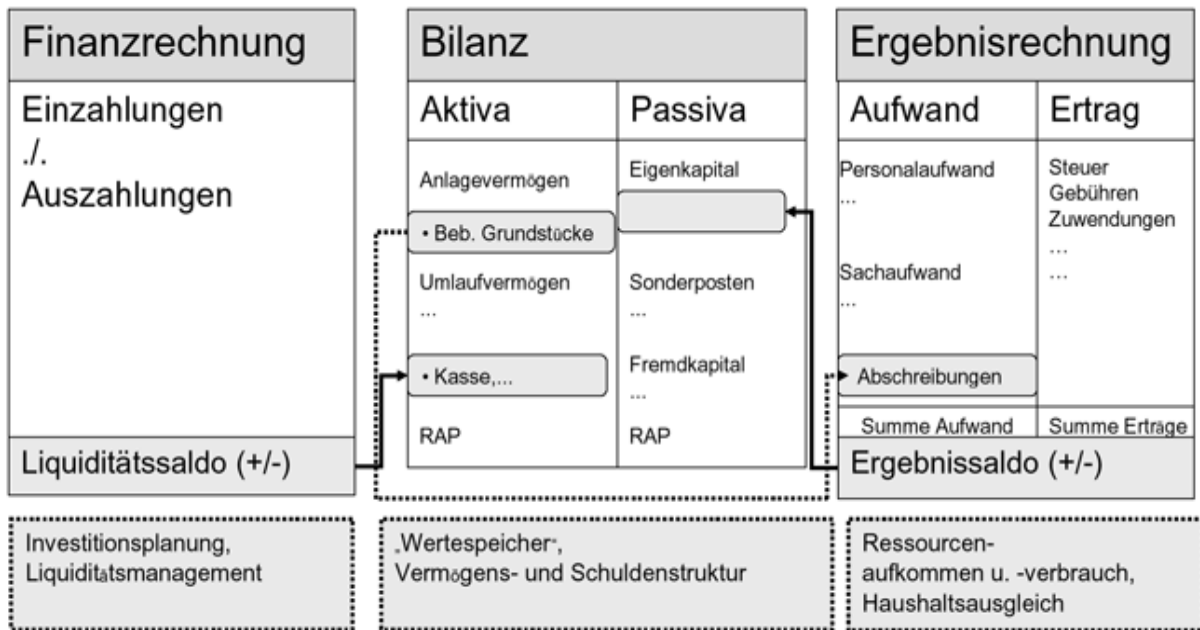 Finanzrechnung
Einzahlungen
./.
Auszahlungen
Liquiditätssaldo (+/-)
Investitionsplanung,
Liquiditätsmanagement
Bilanz
Aktiva
Anlagevermögen
• Beb. Grundstücke
Umlaufvermögen
...
• Kasse,...
RAP
Passiva
Eigenkapital
Sonderposten
...
Fremdkapital
...
RAP
„Wertespeicher“,
Vermögens- und Schuldenstruktur
Ergebnisrechnung
Aufwand
Personalaufwand
...
Sachaufwand
...
Abschreibungen
Summe Aufwand
Ertrag
Steuer
Gebühren
Zuwendungen
...
...
Summe Erträge
Ergebnissaldo (+/-)
Ressourcen-
aufkommen u. -verbrauch,
Haushaltsausgleich